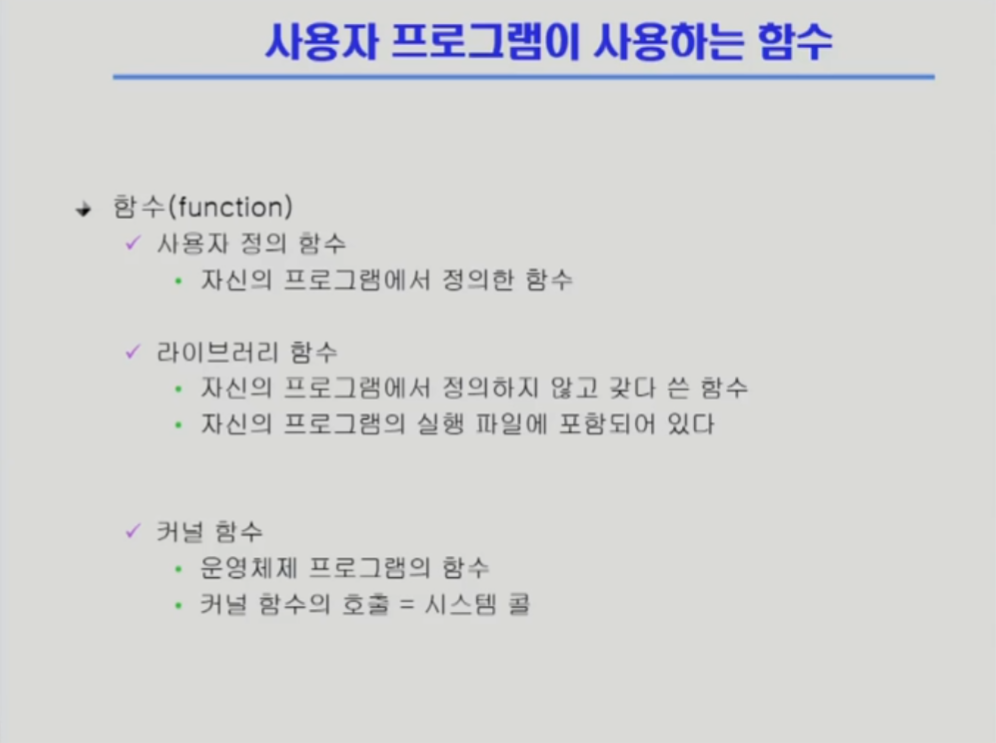 사용자 프로그램이 사용하는 함수
함수(function)
사용자 정의 함수
자신의 프로그램에서 정의한 함수
라이브러리 함수
자신의 프로그램에서 정의하지 않고 갖다 쓴 함수
자신의 프로그램의 실행 파일에 포함되어 있다
커널 함수
운영체제 프로그램의 함수
커널 함수의 호출 = 시스템 콜